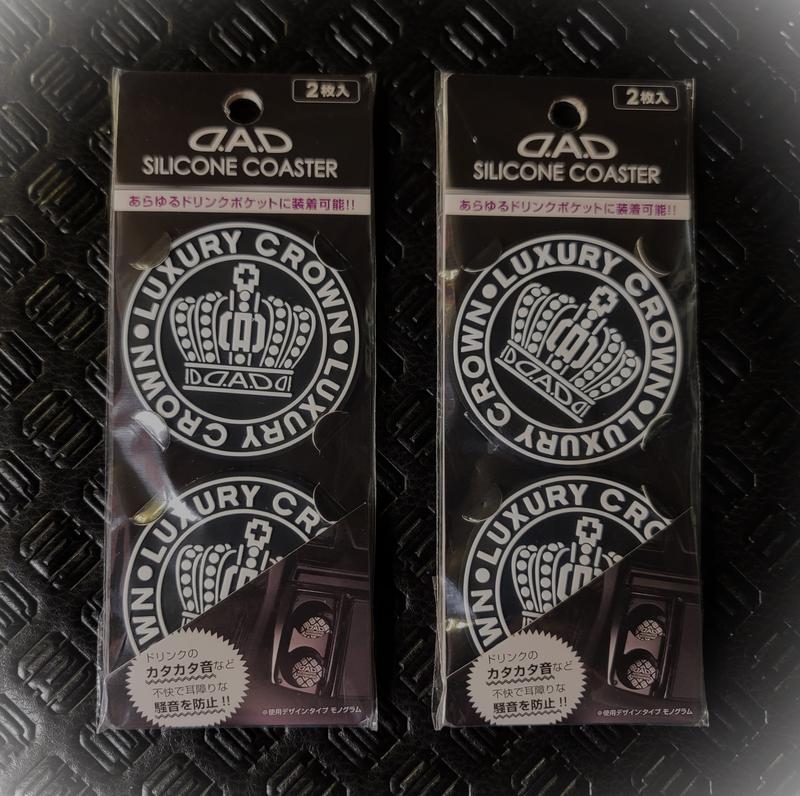 2枚入
D.A.D
SILICONE COASTER
あらゆるドリンクポケットに装着可能!!
LUXURY CROWN • LUXURY CROWN •
DADD
LUXURY CR
WN
ドリンクの
カタカタ音など
不快で耳障りな
騒音を防止!!
※使用デザイン:タイプ モノグラム
2枚入
D.A.D
SILICONE COASTER
あらゆるドリンクポケットに装着可能!!
LUXURY CROWN • LUXURY CROWN •
DADD
LUXURY CRO
WN
ドリンクの
カタカタ音など
不快で耳障りな
騒音を防止!!
※使用デザイン:タイプ モノグラム